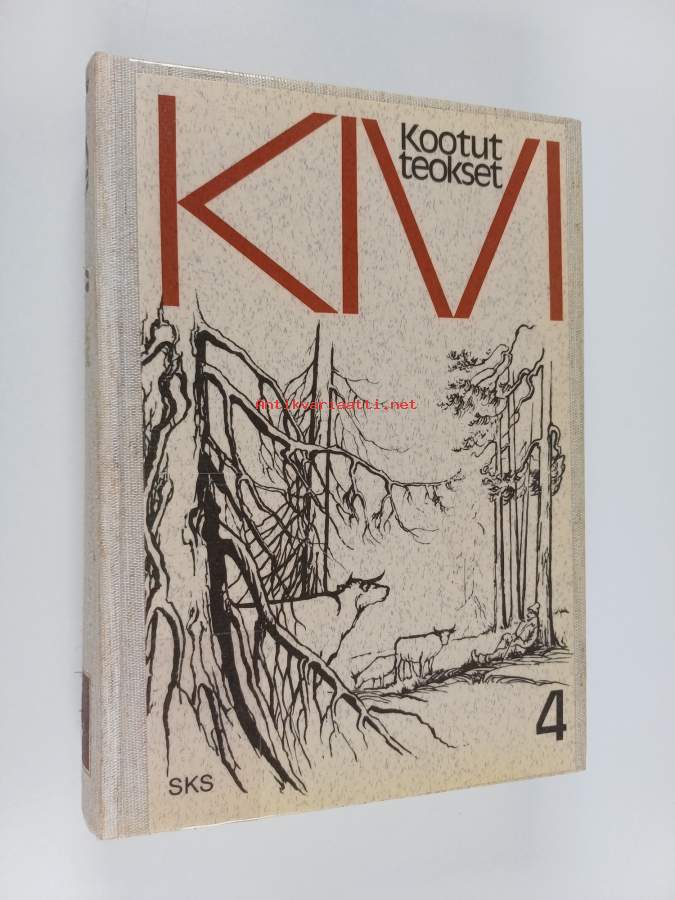 KIVI
Kootut
teokset
antikvariaatti.net
4
SKS